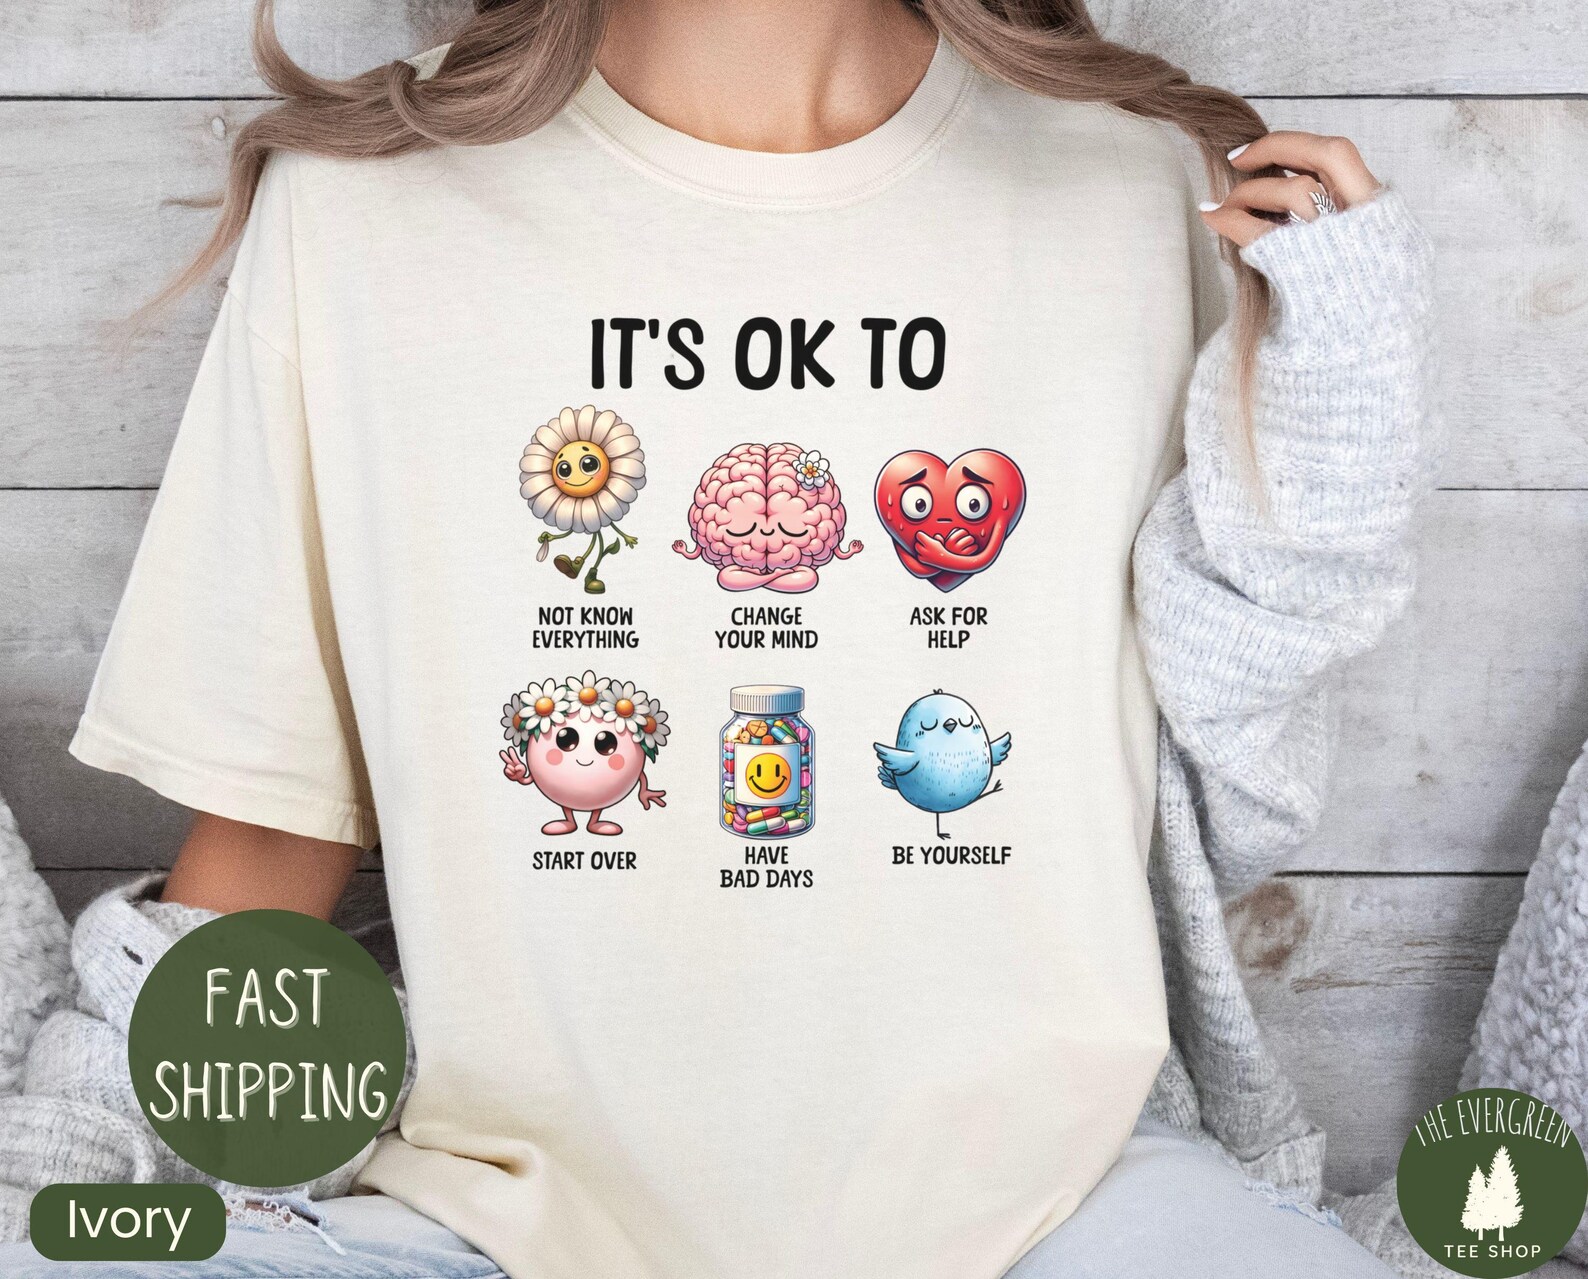 IT'S OK TO
NOT KNOW
EVERYTHING
CHANGE
YOUR MIND
ASK FOR
HELP
START OVER
HAVE
BAD DAYS
BE YOURSELF
FAST
SHIPPING
Ivory
THE EVERGREEN
TEE SHOP